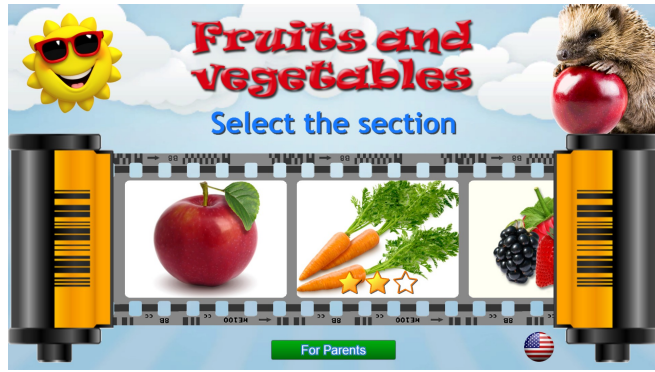 Fruits and
vegetables
Select the section
For Parents